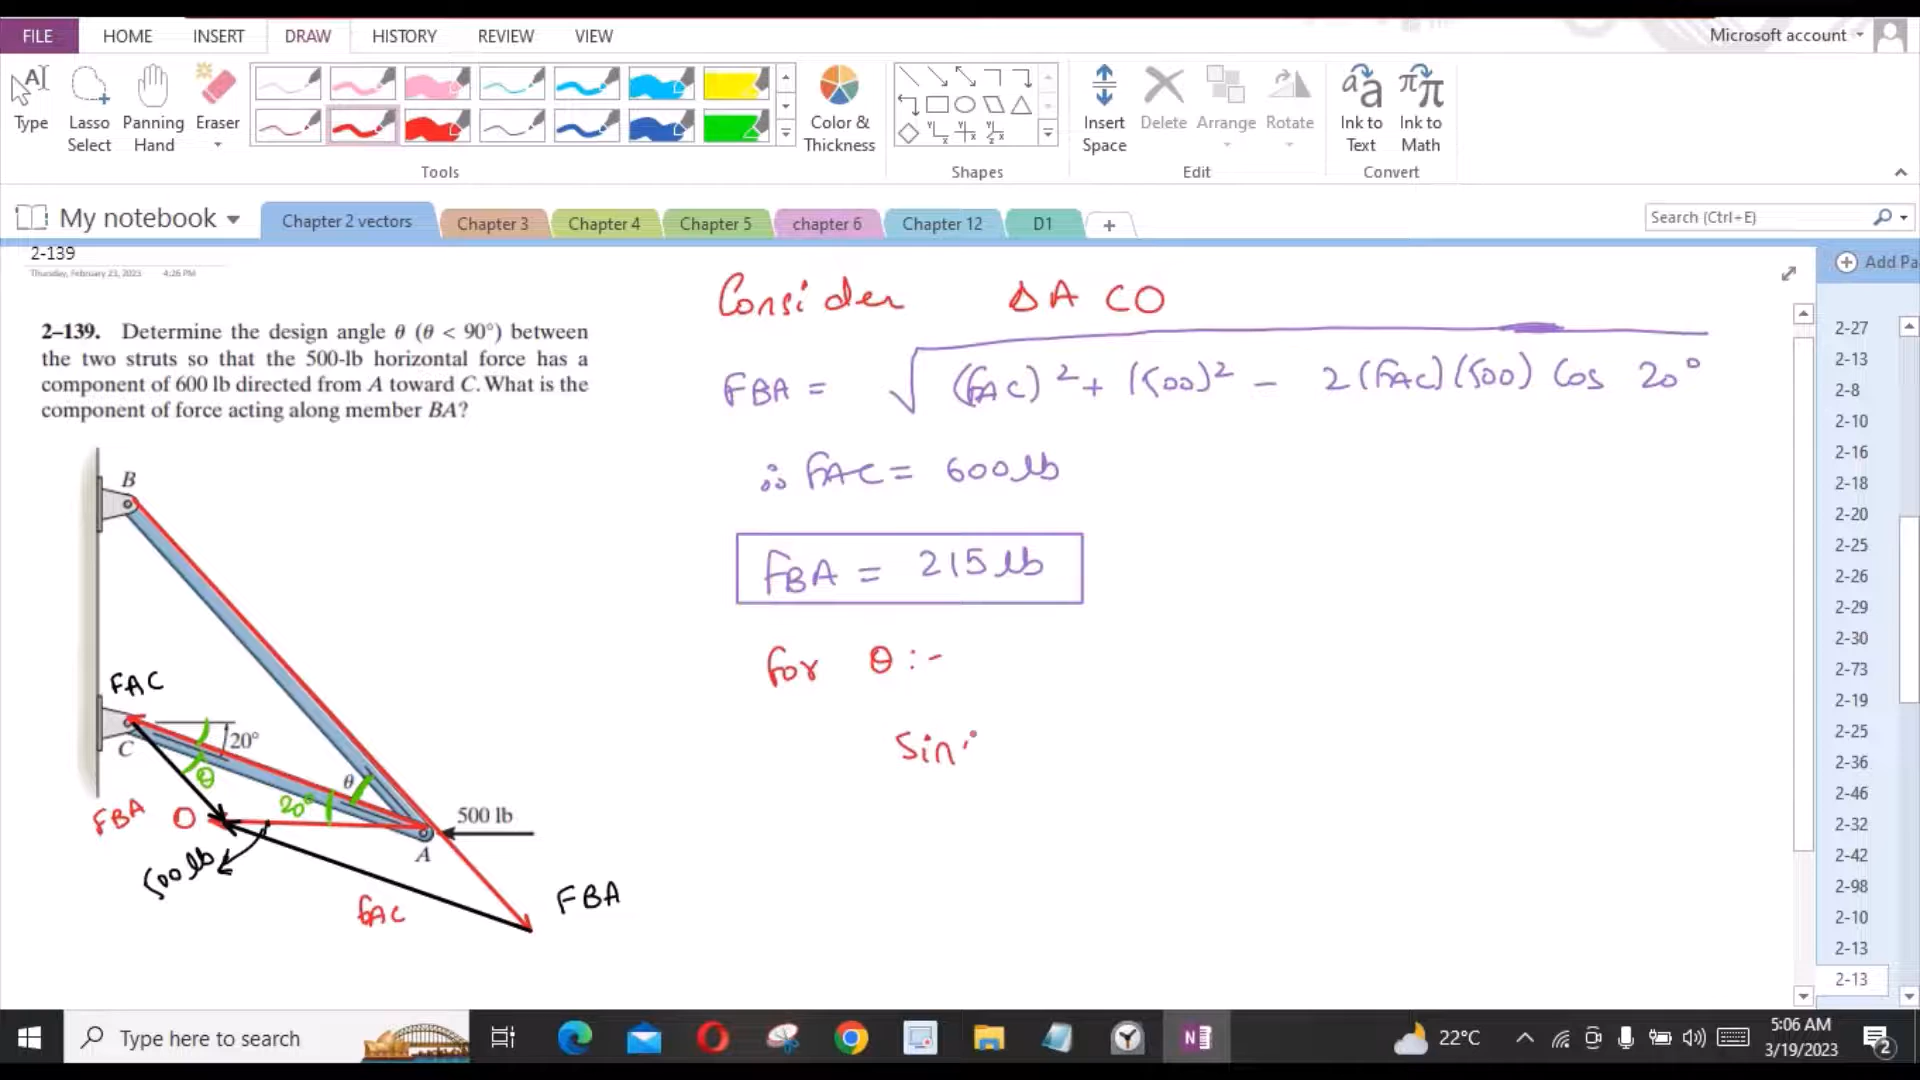 FILE HOME INSERT DRAW HISTORY REVIEW VIEW Microsoft account
Type Lasso Select Panning Hand Eraser Color & Thickness Insert Space Delete Arrange Rotate Ink to Text Ink to Math
Tools Shapes Edit Convert
My notebook Chapter 2 vectors Chapter 3 Chapter 4 Chapter 5 chapter 6 Chapter 12 D1 + Search (Ctrl+E)
2-139
Thursday, February 23, 2023 4:26 PM
Add Pa
2–139. Determine the design angle θ (θ < 90°) between
the two struts so that the 500-lb horizontal force has a
component of 600 lb directed from A toward C. What is the
component of force acting along member BA?
B
FAC
C
20°
θ
θ
20°
FBA
O
500 lb
500 lb
A
FAC
FBA
Consider Δ A C O
FBA = √(FAC)² + (500)² − 2(FAC)(500) Cos 20°
∴ FAC = 600 lb
FBA = 215 lb
For θ :-
Sin
2-27
2-13
2-8
2-10
2-16
2-18
2-20
2-25
2-26
2-29
2-30
2-73
2-19
2-25
2-36
2-46
2-32
2-42
2-98
2-10
2-13
2-13
Type here to search
N
22°C
5:06 AM
3/19/2023
2